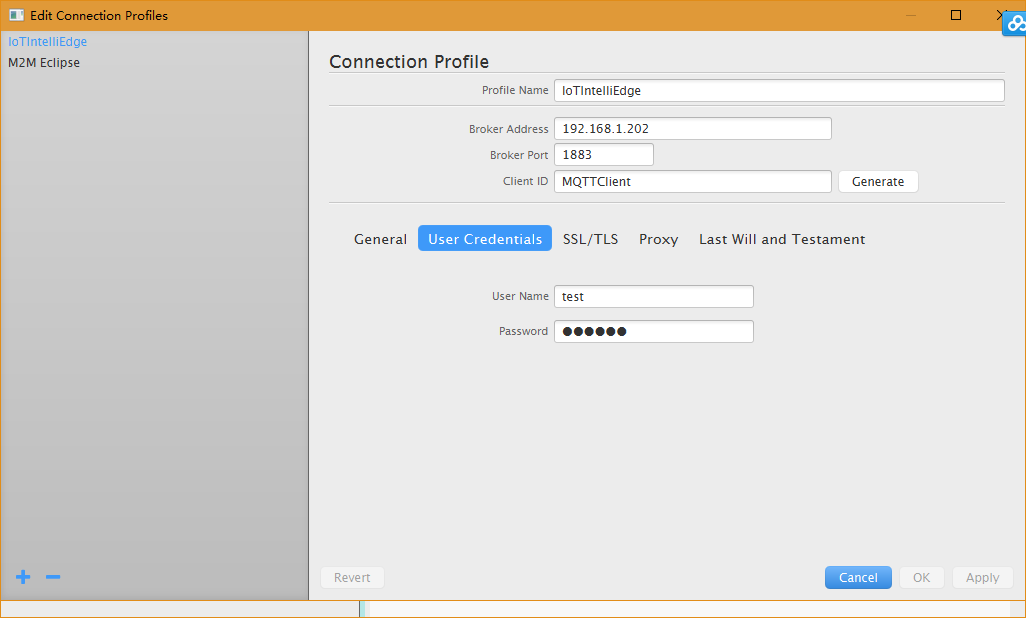 Edit Connection Profiles
IoTIntelliEdge
M2M Eclipse
Connection Profile
Profile Name IoTIntelliEdge
Broker Address 192.168.1.202
Broker Port 1883
Client ID MQTTClient Generate
General User Credentials SSL/TLS Proxy Last Will and Testament
User Name test
Password ●●●●●●
Revert Cancel OK Apply